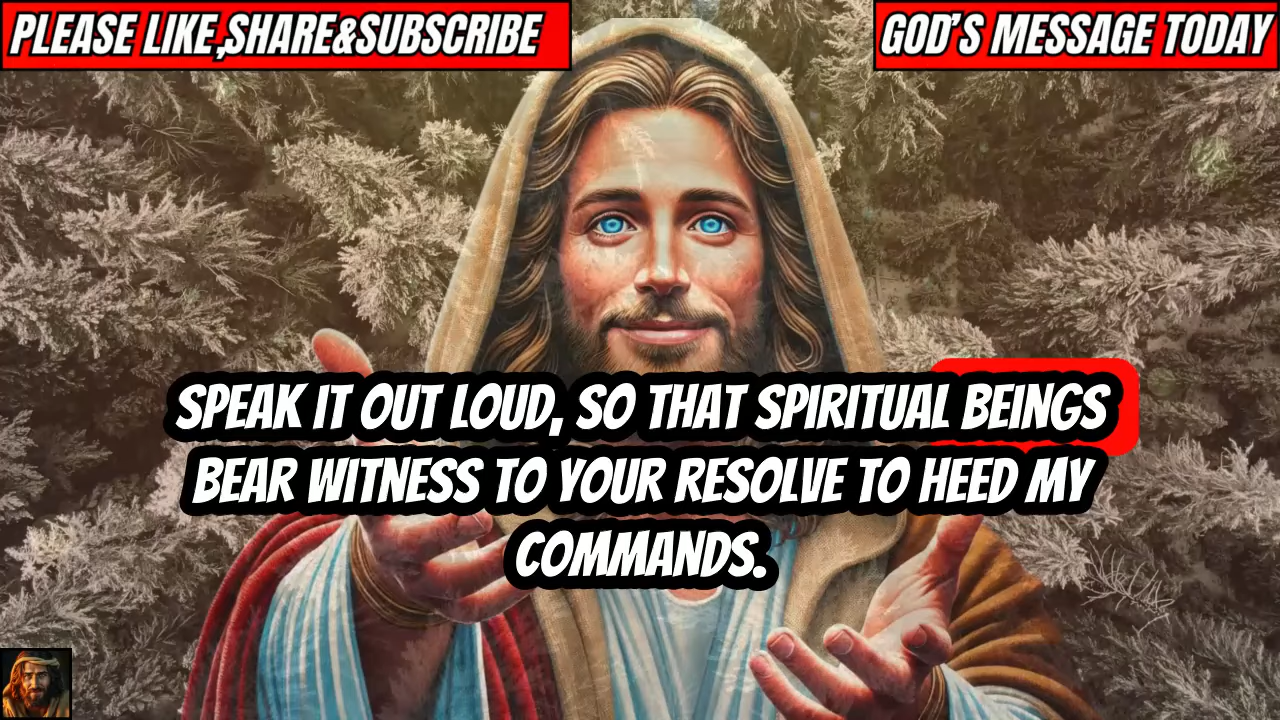 PLEASE LIKE,SHARE&SUBSCRIBE
GOD'S MESSAGE TODAY
SPEAK IT OUT LOUD, SO THAT SPIRITUAL BEINGS
BEAR WITNESS TO YOUR RESOLVE TO HEED MY
COMMANDS.